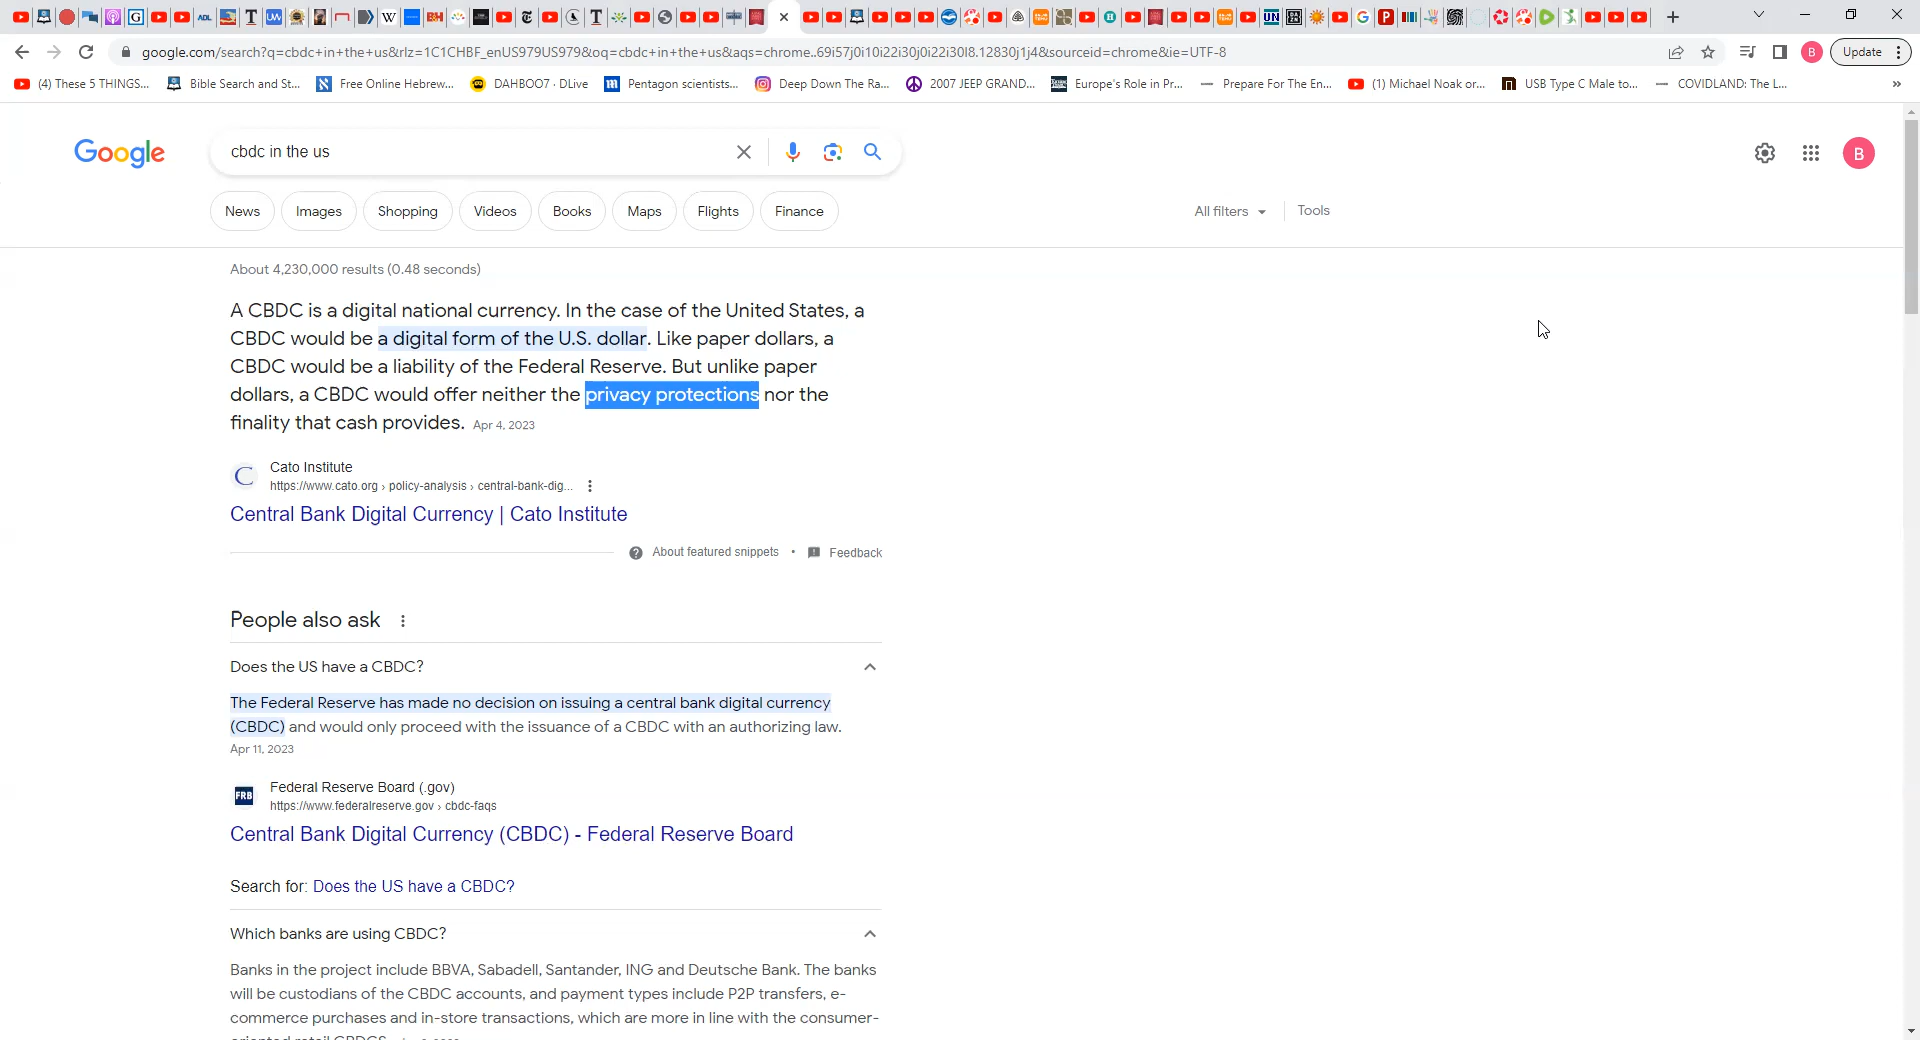 google.com/search?q=cbdc+in+the+us&rlz=1C1CHBF_enUS979US979&oq=cbdc+in+the+us&aqs=chrome..69i57j0i10i22i30j0i22i30l8.12830j1j4&sourceid=chrome&ie=UTF-8
B
Update
(4) These 5 THINGS...
Bible Search and St...
Free Online Hebrew...
DAHBOO7 · DLive
Pentagon scientists...
Deep Down The Ra...
2007 JEEP GRAND...
Europe's Role in Pr...
Prepare For The En...
(1) Michael Noak or...
USB Type C Male to...
COVIDLAND: The L...
Google
cbdc in the us
B
News
Images
Shopping
Videos
Books
Maps
Flights
Finance
All filters
Tools
About 4,230,000 results (0.48 seconds)
A CBDC is a digital national currency. In the case of the United States, a
CBDC would be a digital form of the U.S. dollar. Like paper dollars, a
CBDC would be a liability of the Federal Reserve. But unlike paper
dollars, a CBDC would offer neither the privacy protections nor the
finality that cash provides. Apr 4, 2023
Cato Institute
https://www.cato.org › policy-analysis › central-bank-dig...
Central Bank Digital Currency | Cato Institute
About featured snippets • Feedback
People also ask
Does the US have a CBDC?
The Federal Reserve has made no decision on issuing a central bank digital currency
(CBDC) and would only proceed with the issuance of a CBDC with an authorizing law.
Apr 11, 2023
FRB
Federal Reserve Board (.gov)
https://www.federalreserve.gov › cbdc-faqs
Central Bank Digital Currency (CBDC) - Federal Reserve Board
Search for: Does the US have a CBDC?
Which banks are using CBDC?
Banks in the project include BBVA, Sabadell, Santander, ING and Deutsche Bank. The banks
will be custodians of the CBDC accounts, and payment types include P2P transfers, e-
commerce purchases and in-store transactions, which are more in line with the consumer-